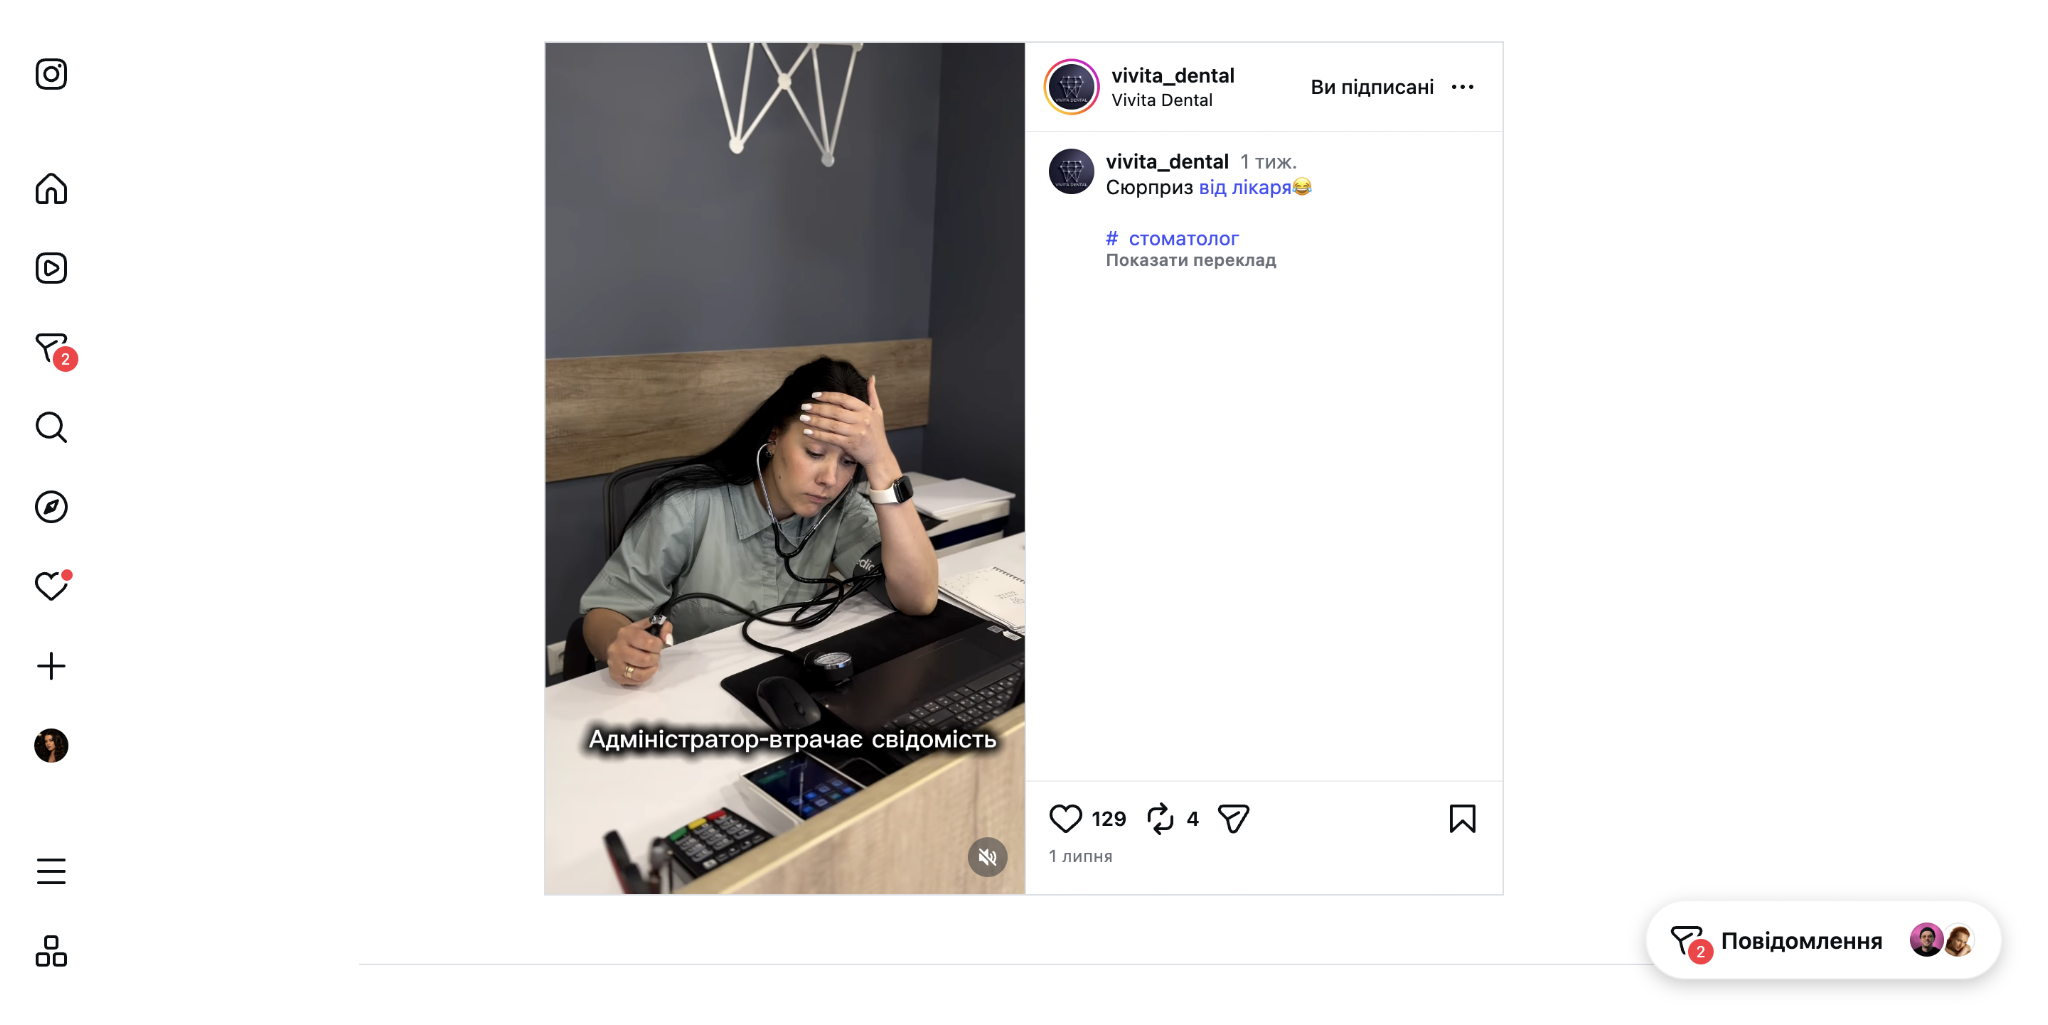 2
vivita_dental
Vivita Dental
Ви підписані
vivita_dental 1 тиж.
Сюрприз від лікаря😂
# стоматолог
Показати переклад
Адміністратор-втрачає свідомість
129 4
1 липня
2 Повідомлення